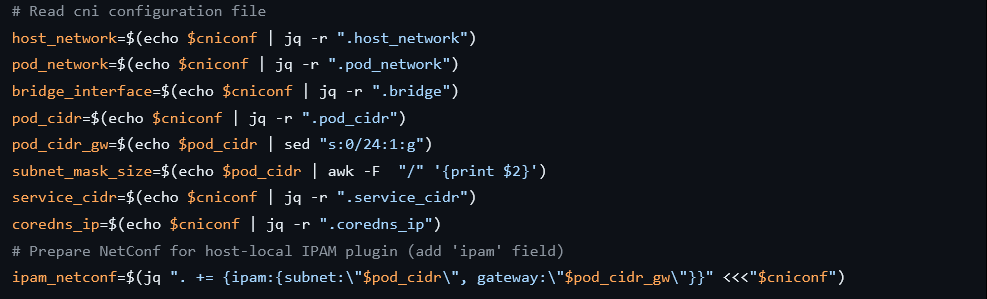 # Read cni configuration file
host_network=$(echo $cniconf | jq -r ".host_network")
pod_network=$(echo $cniconf | jq -r ".pod_network")
bridge_interface=$(echo $cniconf | jq -r ".bridge")
pod_cidr=$(echo $cniconf | jq -r ".pod_cidr")
pod_cidr_gw=$(echo $pod_cidr | sed "s:0/24:1:g")
subnet_mask_size=$(echo $pod_cidr | awk -F  "/" '{print $2}')
service_cidr=$(echo $cniconf | jq -r ".service_cidr")
coredns_ip=$(echo $cniconf | jq -r ".coredns_ip")
# Prepare NetConf for host-local IPAM plugin (add 'ipam' field)
ipam_netconf=$(jq ". += {ipam:{subnet:\"$pod_cidr\", gateway:\"$pod_cidr_gw\"}}" <<<"$cniconf")